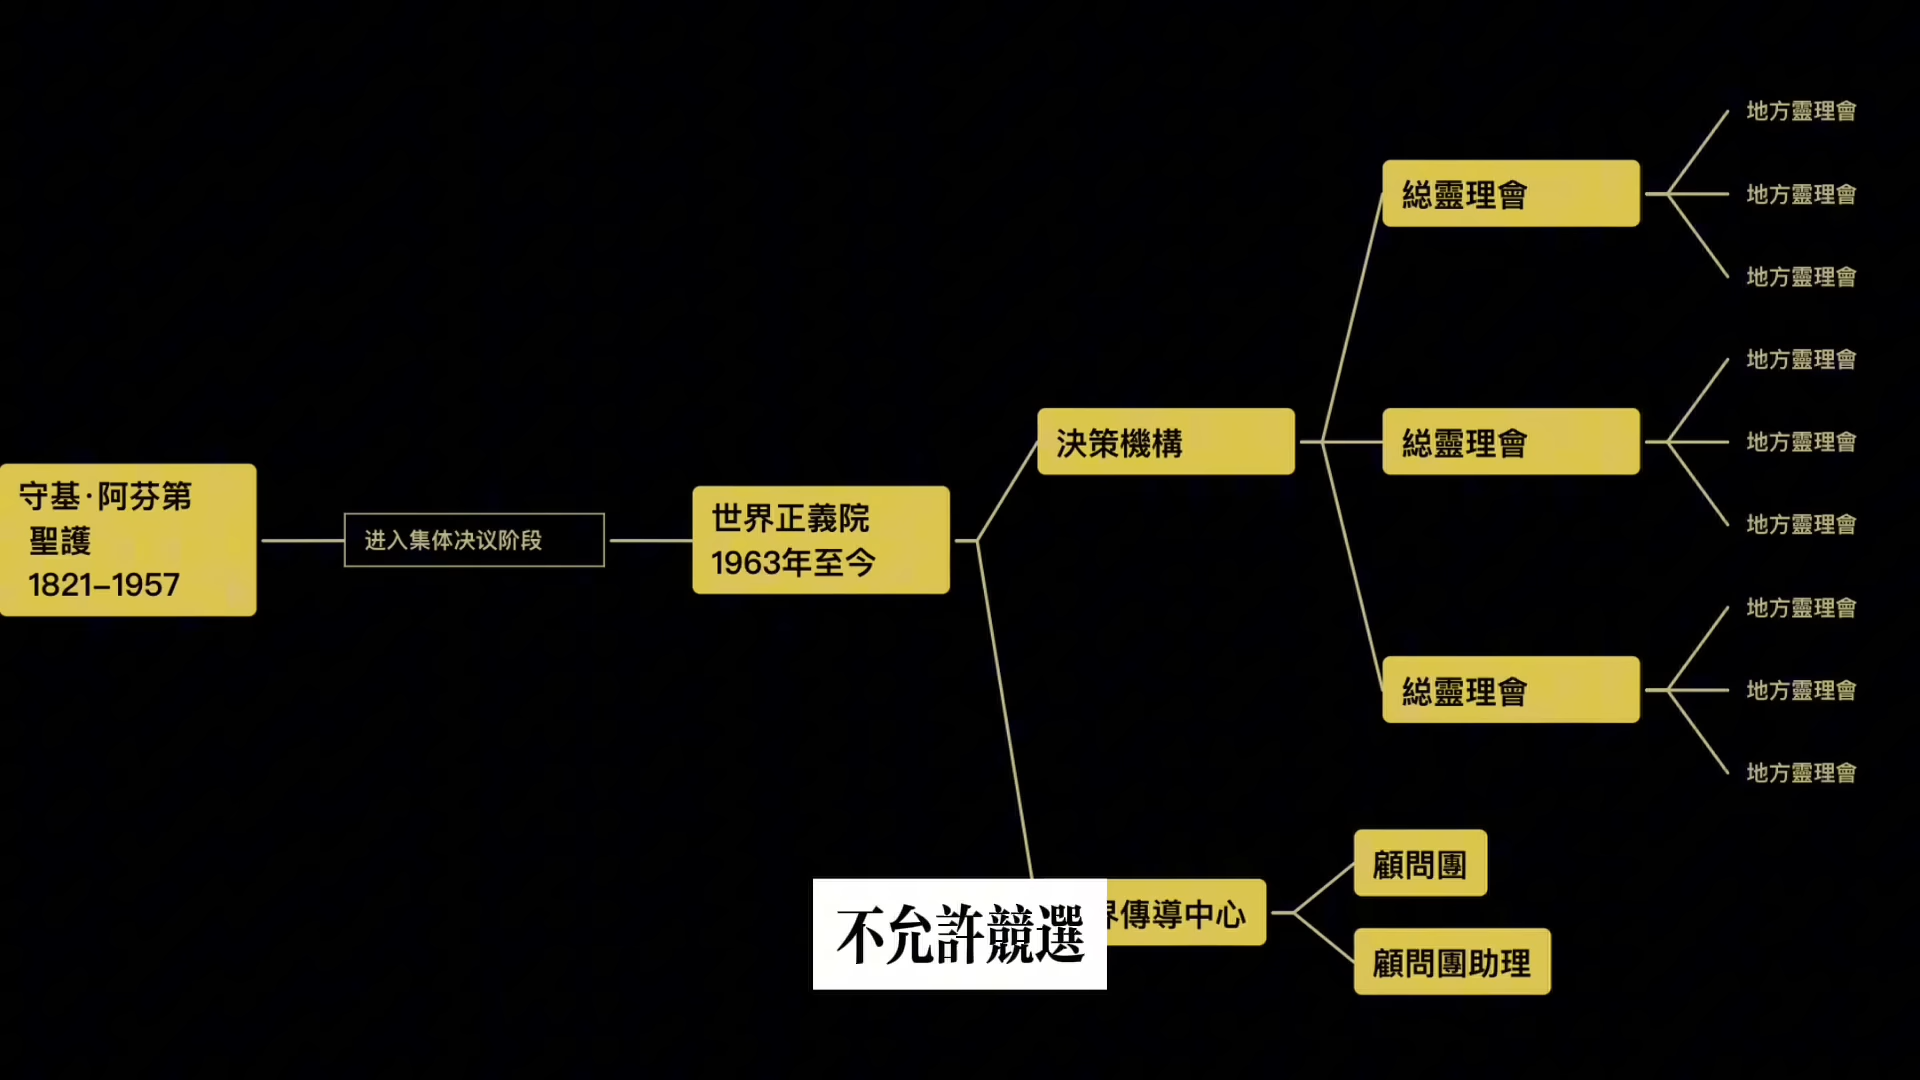 守基·阿芬第
聖護
1821–1957
进入集体决议阶段
世界正義院
1963年至今
決策機構
緫靈理會
地方靈理會
地方靈理會
地方靈理會
緫靈理會
地方靈理會
地方靈理會
地方靈理會
緫靈理會
地方靈理會
地方靈理會
地方靈理會
界傳導中心
顧問團
顧問團助理
不允許競選